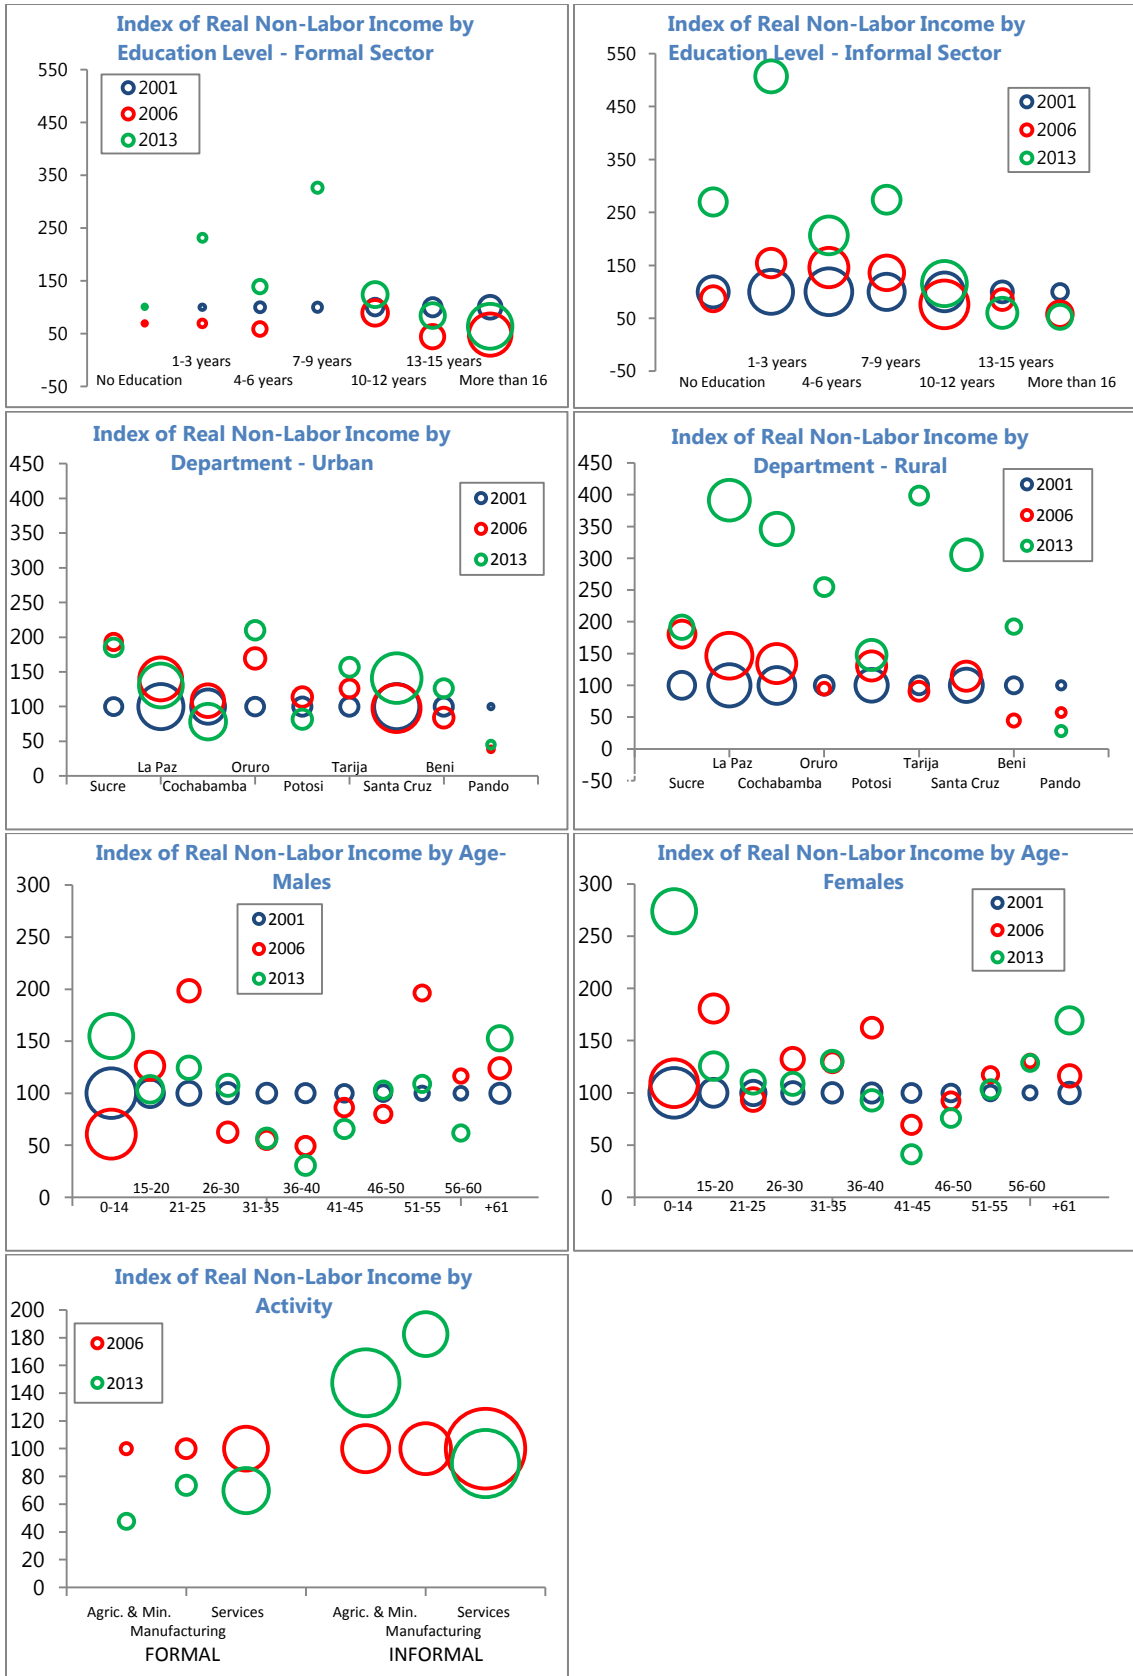 Index of Real Non-Labor Income by
Education Level - Formal Sector
550
450
350
250
150
50
-50
2001
2006
2013
1-3 years
7-9 years
13-15 years
No Education
4-6 years
10-12 years
More than 16
Index of Real Non-Labor Income by
Education Level - Informal Sector
550
450
350
250
150
50
-50
2001
2006
2013
1-3 years
7-9 years
13-15 years
No Education
4-6 years
10-12 years
More than 16
Index of Real Non-Labor Income by
Department - Urban
450
400
350
300
250
200
150
100
50
0
2001
2006
2013
La Paz
Oruro
Tarija
Beni
Sucre
Cochabamba
Potosi
Santa Cruz
Pando
Index of Real Non-Labor Income by
Department - Rural
450
400
350
300
250
200
150
100
50
0
-50
2001
2006
2013
La Paz
Oruro
Tarija
Beni
Sucre
Cochabamba
Potosi
Santa Cruz
Pando
Index of Real Non-Labor Income by Age-
Males
300
250
200
150
100
50
0
2001
2006
2013
15-20
26-30
36-40
46-50
56-60
0-14
21-25
31-35
41-45
51-55
+61
Index of Real Non-Labor Income by Age-
Females
300
250
200
150
100
50
0
2001
2006
2013
15-20
26-30
36-40
46-50
56-60
0-14
21-25
31-35
41-45
51-55
+61
Index of Real Non-Labor Income by
Activity
200
180
160
140
120
100
80
60
40
20
0
2006
2013
Agric. & Min.
Services
Agric. & Min.
Services
Manufacturing
Manufacturing
FORMAL
INFORMAL